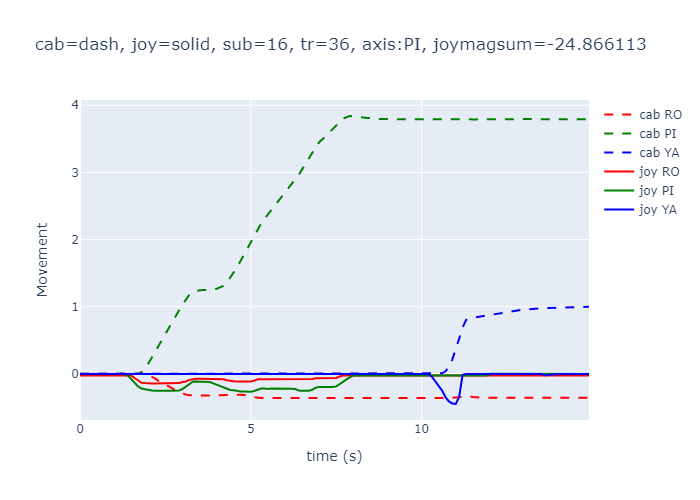 cab=dash, joy=solid, sub=16, tr=36, axis:PI, joymagsum=-24.866113
4
3
2
1
0
Movement
0
5
10
time (s)
cab RO
cab PI
cab YA
joy RO
joy PI
joy YA